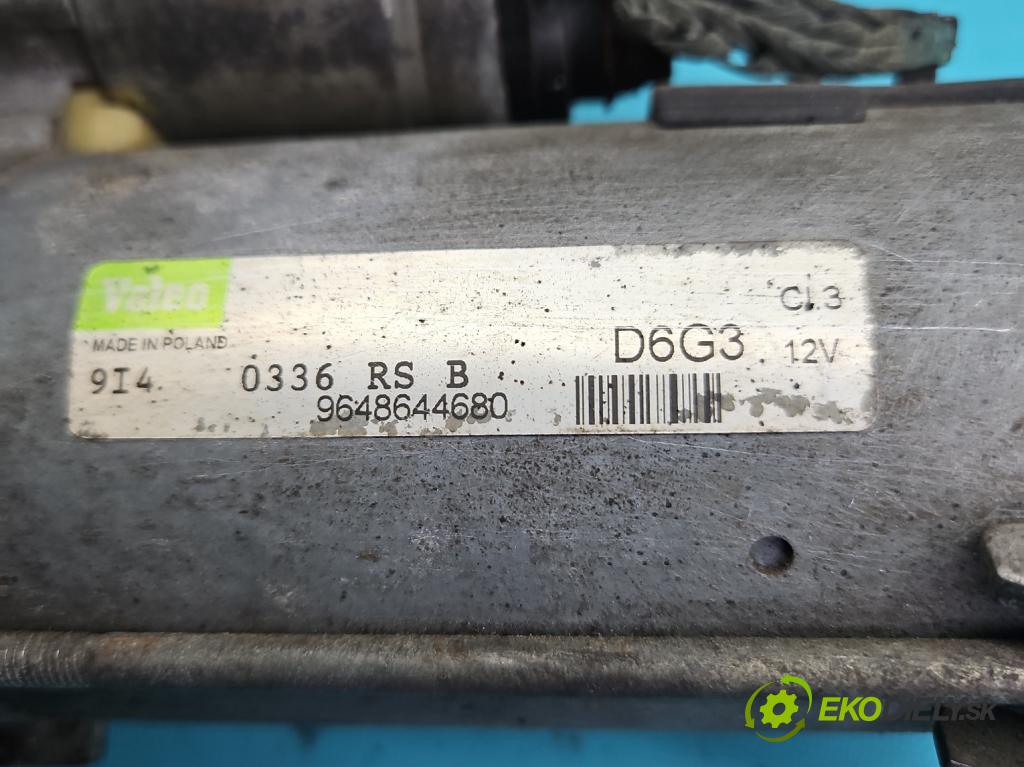 Valeo
MADE IN POLAND
Cl.3
D6G3 12V
9I4 0336 RS B
9648644680
EKODIELY.SK